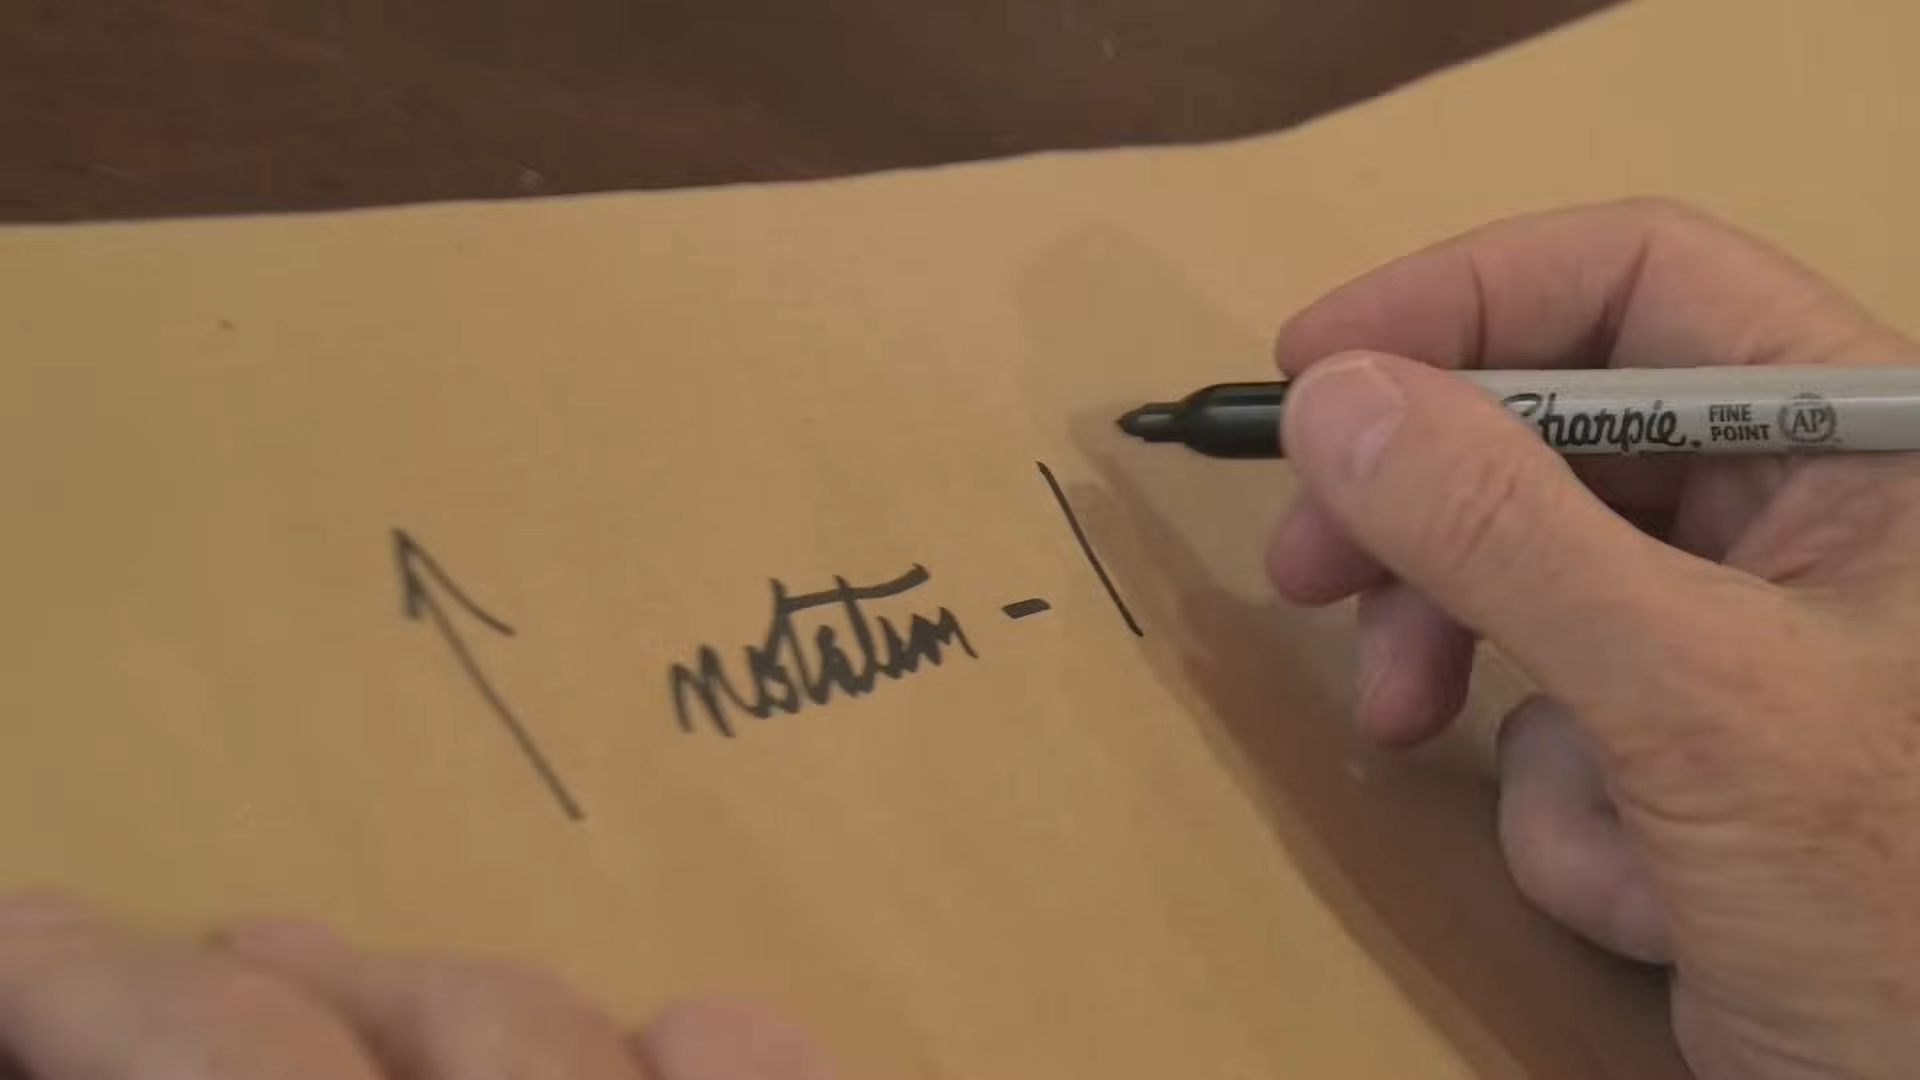 notation - |
Sharpie. FINE POINT AP